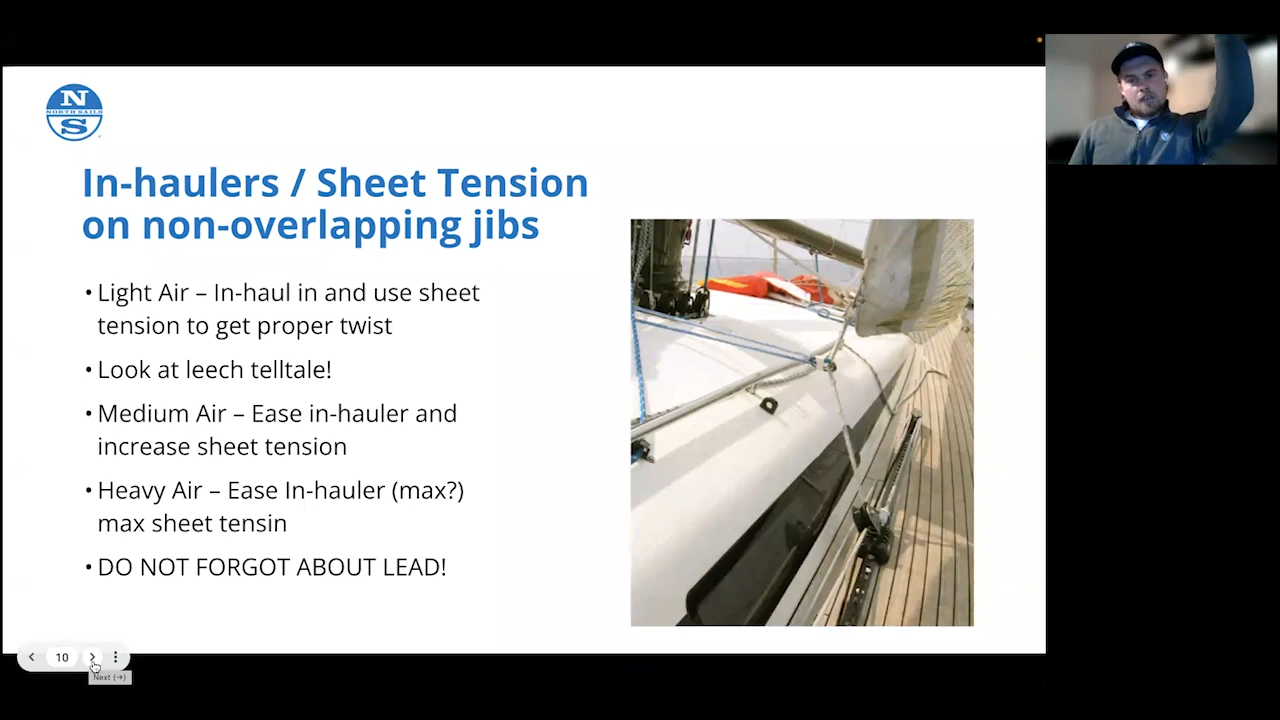 N
NORTH SAILS
S
In-haulers / Sheet Tension
on non-overlapping jibs
• Light Air – In-haul in and use sheet
tension to get proper twist
• Look at leech telltale!
• Medium Air – Ease in-hauler and
increase sheet tension
• Heavy Air – Ease In-hauler (max?)
max sheet tensin
• DO NOT FORGOT ABOUT LEAD!
10
Next (→)